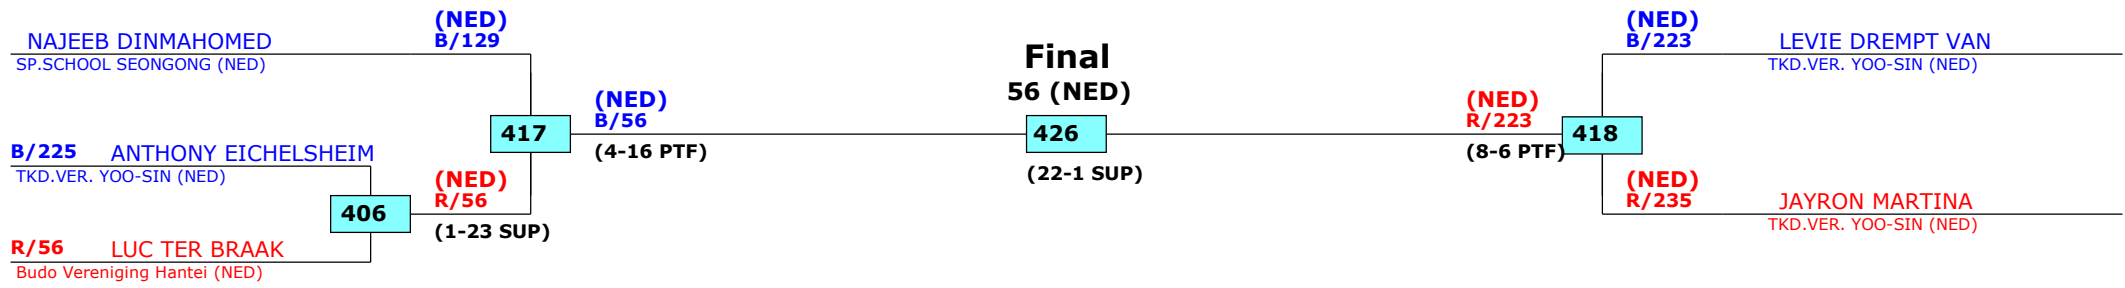 (NED)
B/129
NAJEEB DINMAHOMED
SP.SCHOOL SEONGONG (NED)
B/225 ANTHONY EICHELSHEIM
TKD.VER. YOO-SIN (NED)
R/56 LUC TER BRAAK
Budo Vereniging Hantei (NED)
406
417
(NED)
R/56
(1-23 SUP)
(NED)
B/56
(4-16 PTF)
Final
56 (NED)
426
(22-1 SUP)
(NED)
R/223
(8-6 PTF)
418
(NED)
B/223
LEVIE DREMPT VAN
TKD.VER. YOO-SIN (NED)
(NED)
R/235
JAYRON MARTINA
TKD.VER. YOO-SIN (NED)